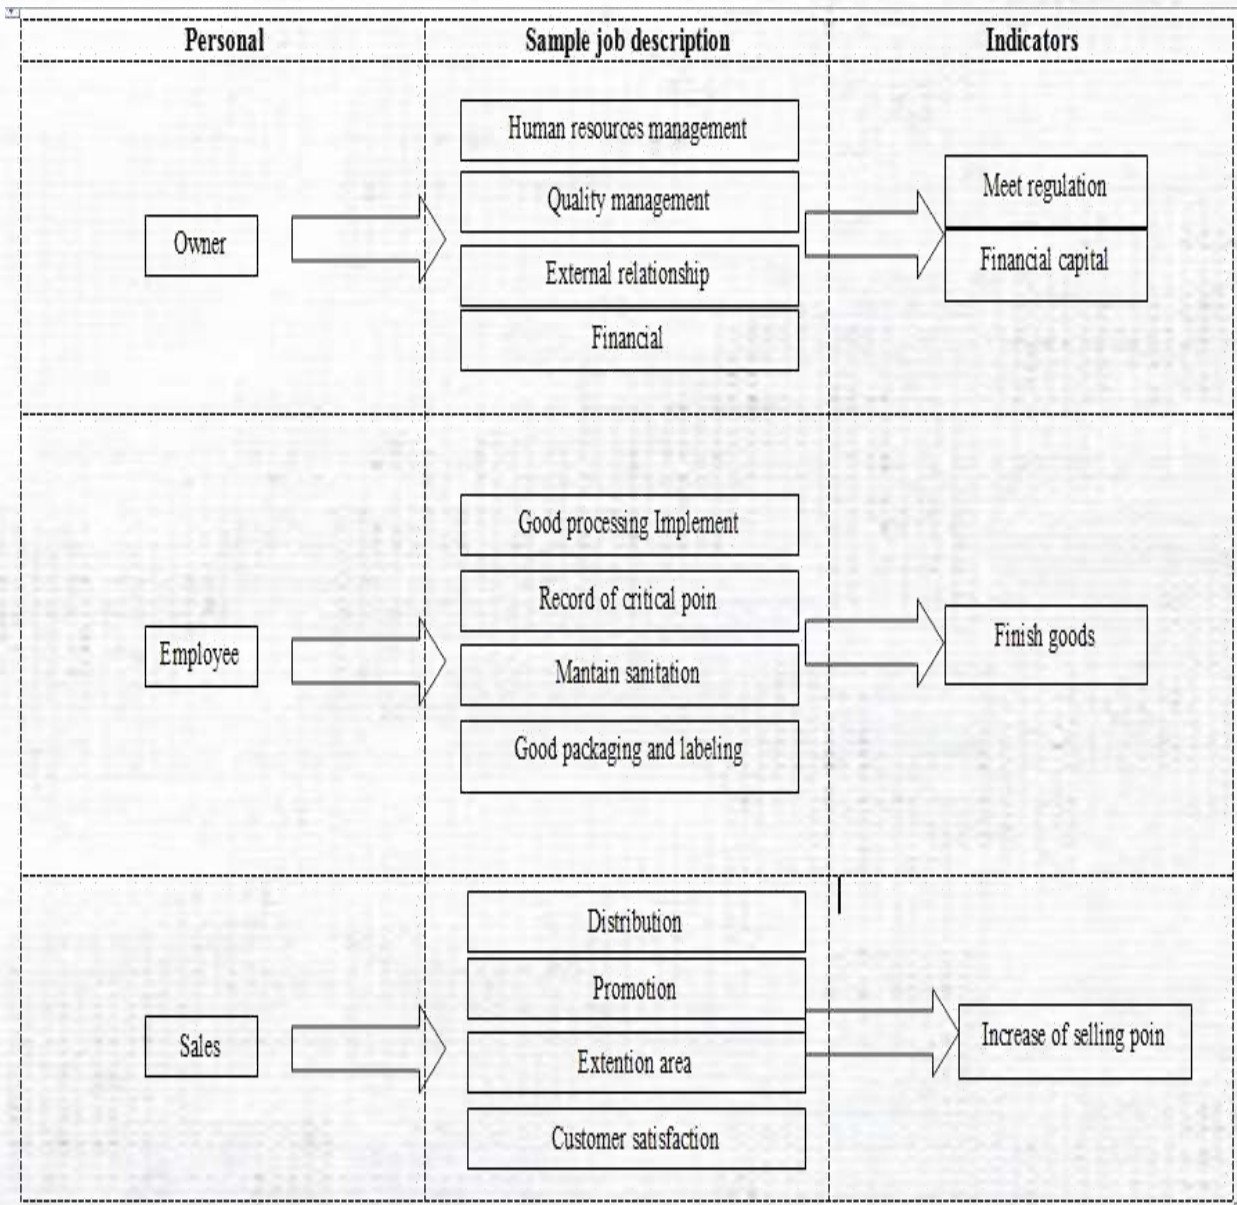 Personal
Sample job description
Indicators
Owner
Human resources management
Quality management
External relationship
Financial
Meet regulation
Financial capital
Employee
Good processing Implement
Record of critical poin
Mantain sanitation
Good packaging and labeling
Finish goods
Sales
Distribution
Promotion
Extention area
Customer satisfaction
Increase of selling poin